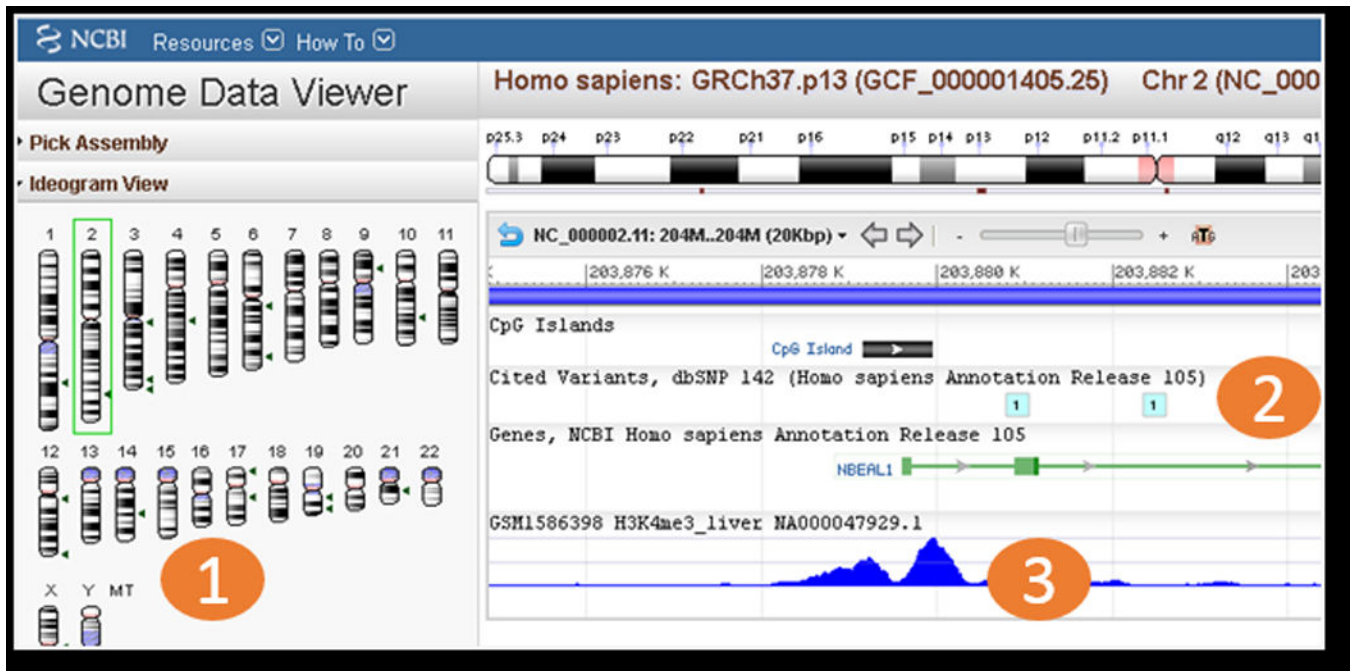 NCBI Resources How To
Genome Data Viewer
Homo sapiens: GRCh37.p13 (GCF_000001405.25) Chr 2 (NC_000
Pick Assembly
Ideogram View
p25.3 p24 p23 p22 p21 p16 p15 p14 p13 p12 p11.2 p11.1 q12 q13 q1
1 2 3 4 5 6 7 8 9 10 11
12 13 14 15 16 17 18 19 20 21 22
X Y MT
1
NC_000002.11: 204M..204M (20Kbp) - + ATG
203,876 K 203,878 K 203,880 K 203,882 K 203
CpG Islands
CpG Island
Cited Variants, dbSNP 142 (Homo sapiens Annotation Release 105)
1 1
2
Genes, NCBI Homo sapiens Annotation Release 105
NBEAL1
GSM1586398 H3K4me3_liver NA000047929.1
3